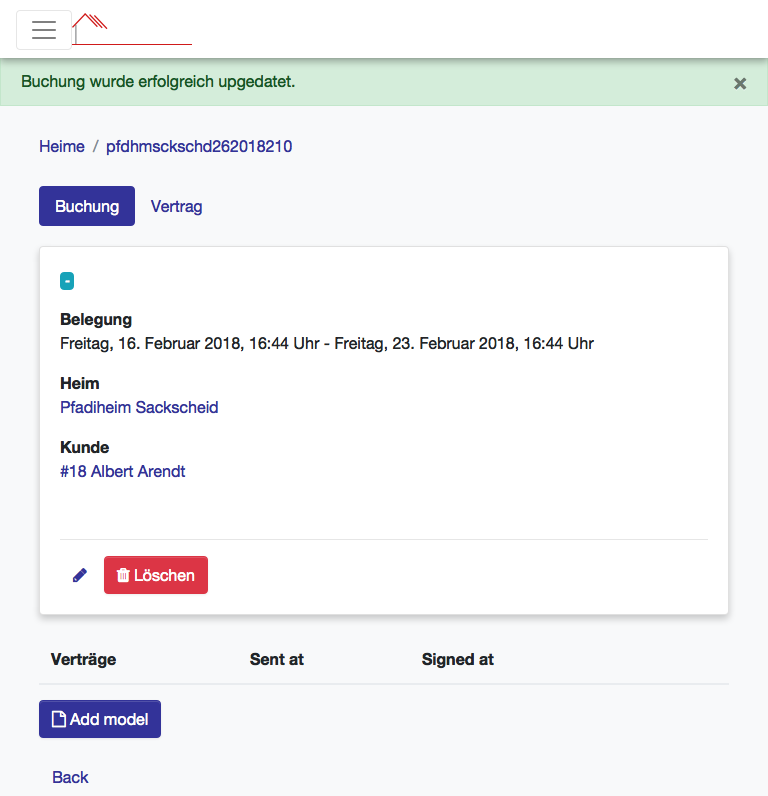 Buchung wurde erfolgreich upgedatet. ×
Heime / pfdhmsckschd262018210
Buchung Vertrag
-
Belegung
Freitag, 16. Februar 2018, 16:44 Uhr - Freitag, 23. Februar 2018, 16:44 Uhr
Heim
Pfadiheim Sackscheid
Kunde
#18 Albert Arendt
Löschen
Verträge Sent at Signed at
Add model
Back